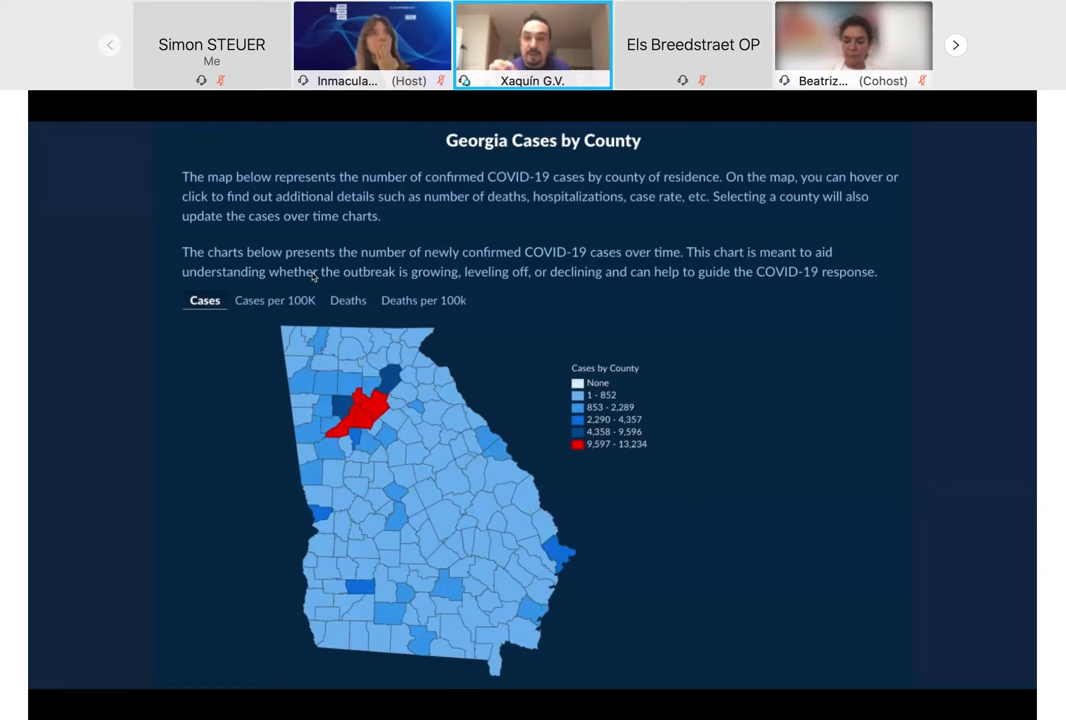 Simon STEUER
Me
Inmacula... (Host)
Xaquín G.V.
Els Breedstraet OP
Beatriz... (Cohost)
Georgia Cases by County
The map below represents the number of confirmed COVID-19 cases by county of residence. On the map, you can hover or
click to find out additional details such as number of deaths, hospitalizations, case rate, etc. Selecting a county will also
update the cases over time charts.
The charts below presents the number of newly confirmed COVID-19 cases over time. This chart is meant to aid
understanding whether the outbreak is growing, leveling off, or declining and can help to guide the COVID-19 response.
Cases Cases per 100K Deaths Deaths per 100k
Cases by County
None
1 - 852
853 - 2,289
2,290 - 4,357
4,358 - 9,596
9,597 - 13,234